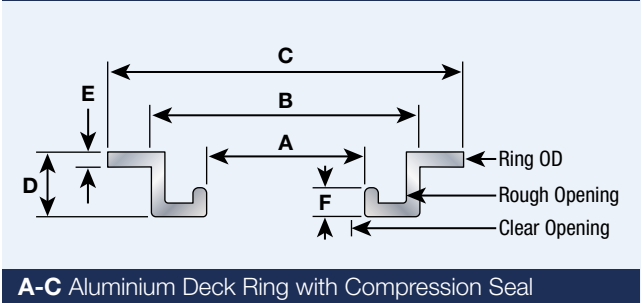 C
E
B
A
D
F
Ring OD
Rough Opening
Clear Opening
A-C Aluminium Deck Ring with Compression Seal